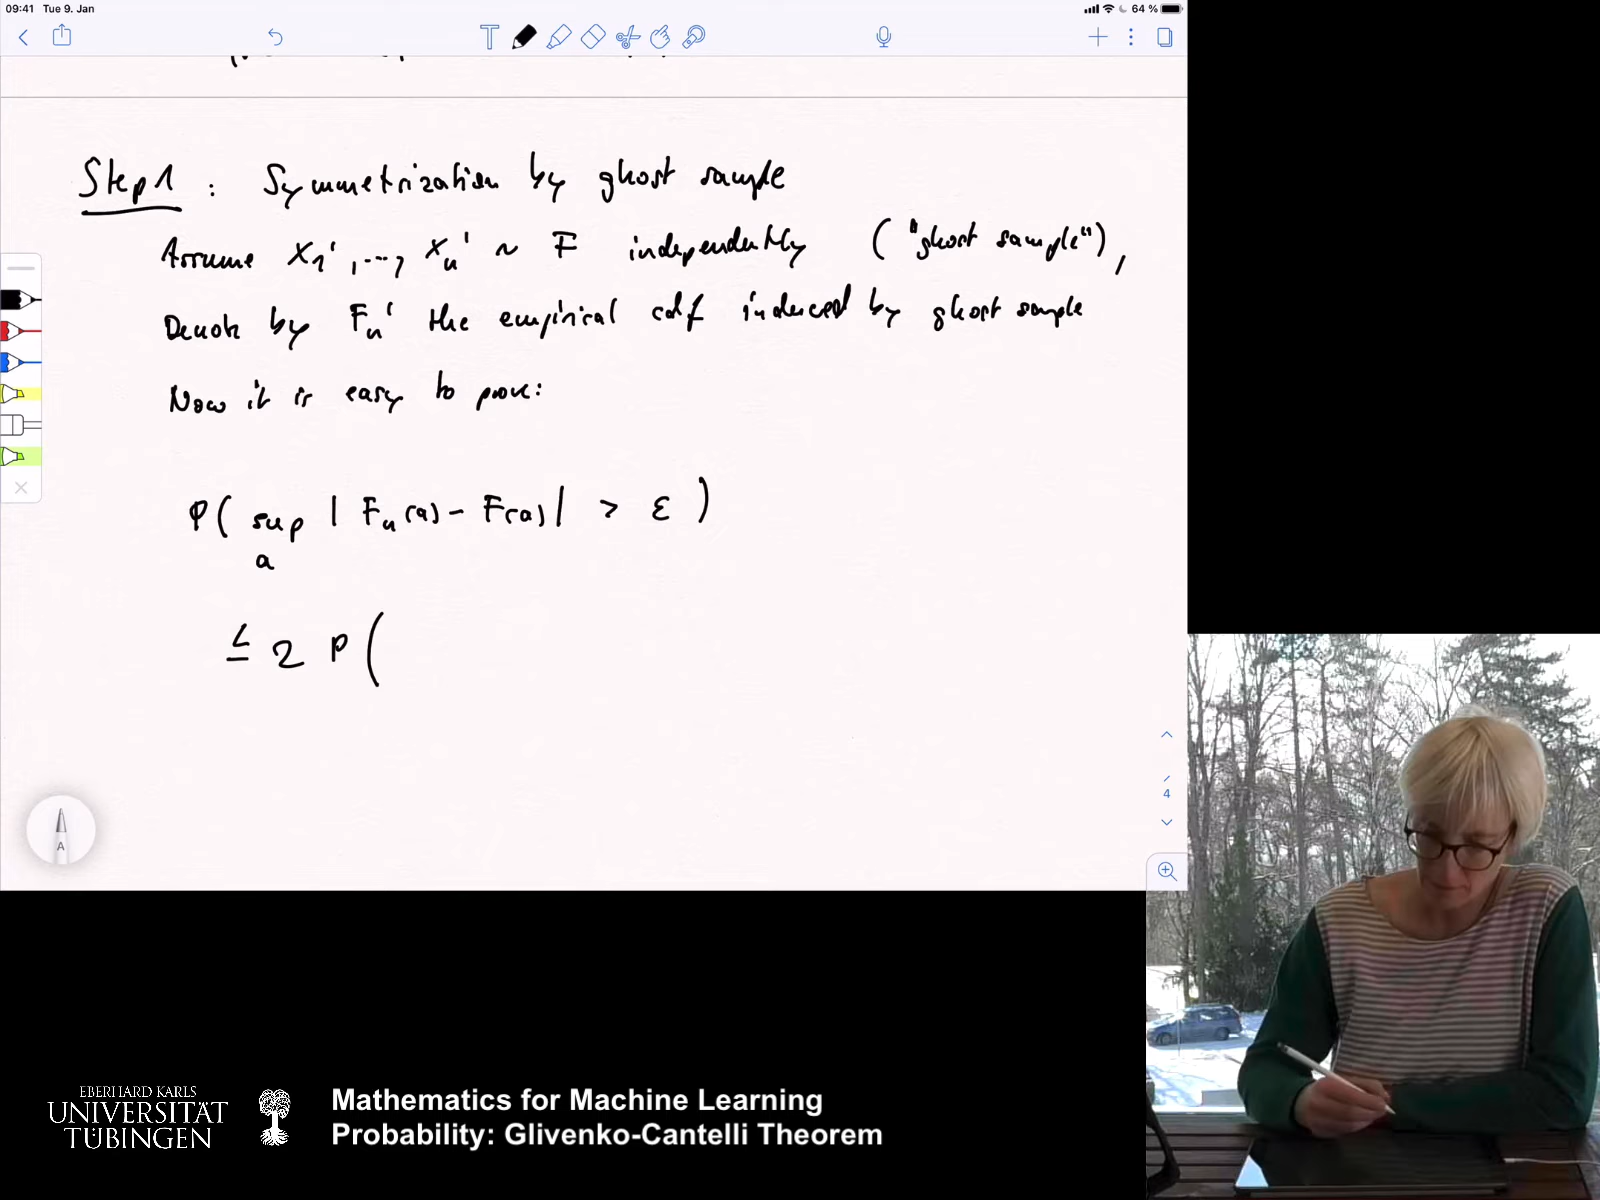 09:41 Tue 9. Jan
64 %
T
Step 1 : Symmetrization by ghost sample
Assume X₁', ..., Xₙ' ~ F independently ("ghost sample"),
Denote by Fₙ' the empirical cdf induced by ghost sample
Now it is easy to prove:
P( sup | Fₙ(a) - F(a) | > ε )
a
≤ 2 P (
4
A
EBERHARD KARLS
UNIVERSITÄT
TÜBINGEN
Mathematics for Machine Learning
Probability: Glivenko-Cantelli Theorem